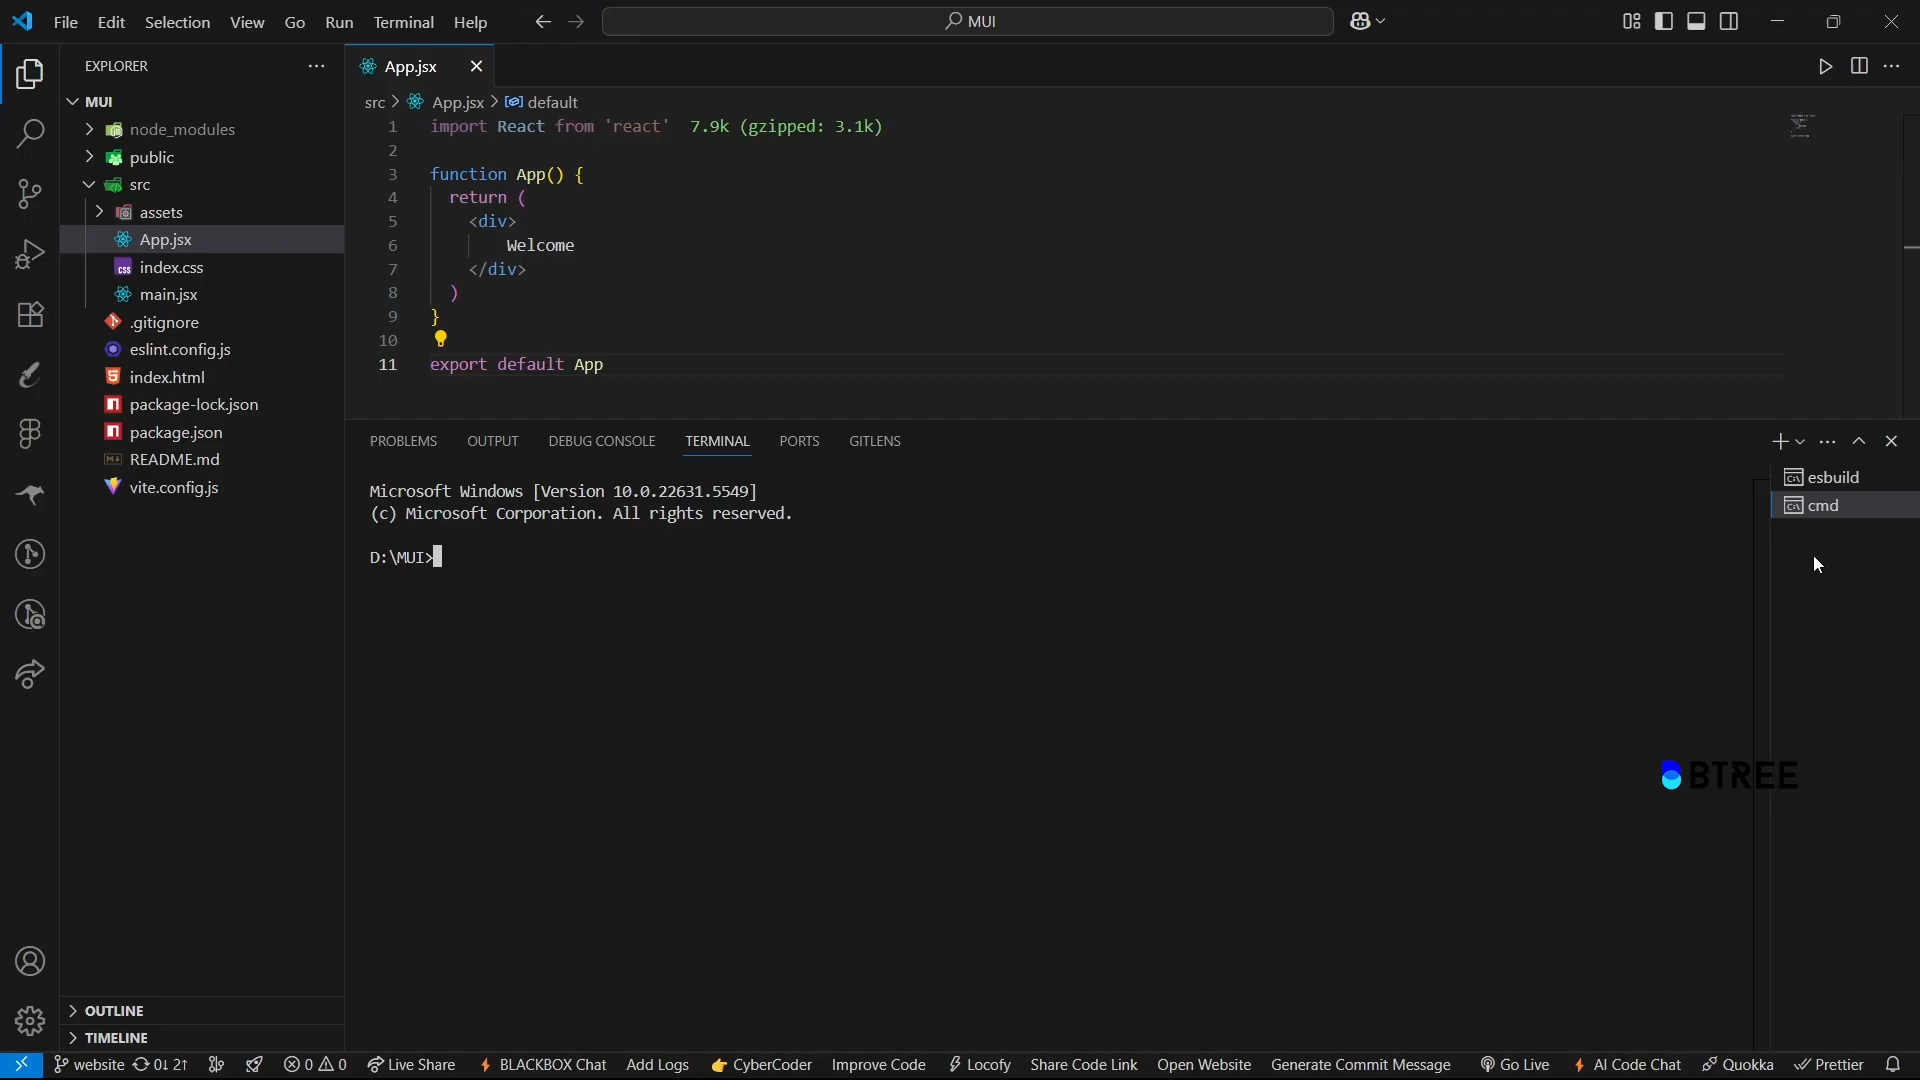 File Edit Selection View Go Run Terminal Help
MUI
EXPLORER
MUI
node_modules
public
src
assets
App.jsx
index.css
main.jsx
.gitignore
eslint.config.js
index.html
package-lock.json
package.json
README.md
vite.config.js
OUTLINE
TIMELINE
App.jsx
src > App.jsx > default
1 import React from 'react' 7.9k (gzipped: 3.1k)
2
3 function App() {
4 return (
5 <div>
6 Welcome
7 </div>
8 )
9 }
10
11 export default App
PROBLEMS OUTPUT DEBUG CONSOLE TERMINAL PORTS GITLENS
Microsoft Windows [Version 10.0.22631.5549]
(c) Microsoft Corporation. All rights reserved.
D:\MUI>
esbuild
cmd
BTREE
website 0↓ 2↑ 0 0 Live Share BLACKBOX Chat Add Logs CyberCoder Improve Code Locofy Share Code Link Open Website Generate Commit Message Go Live AI Code Chat Quokka Prettier